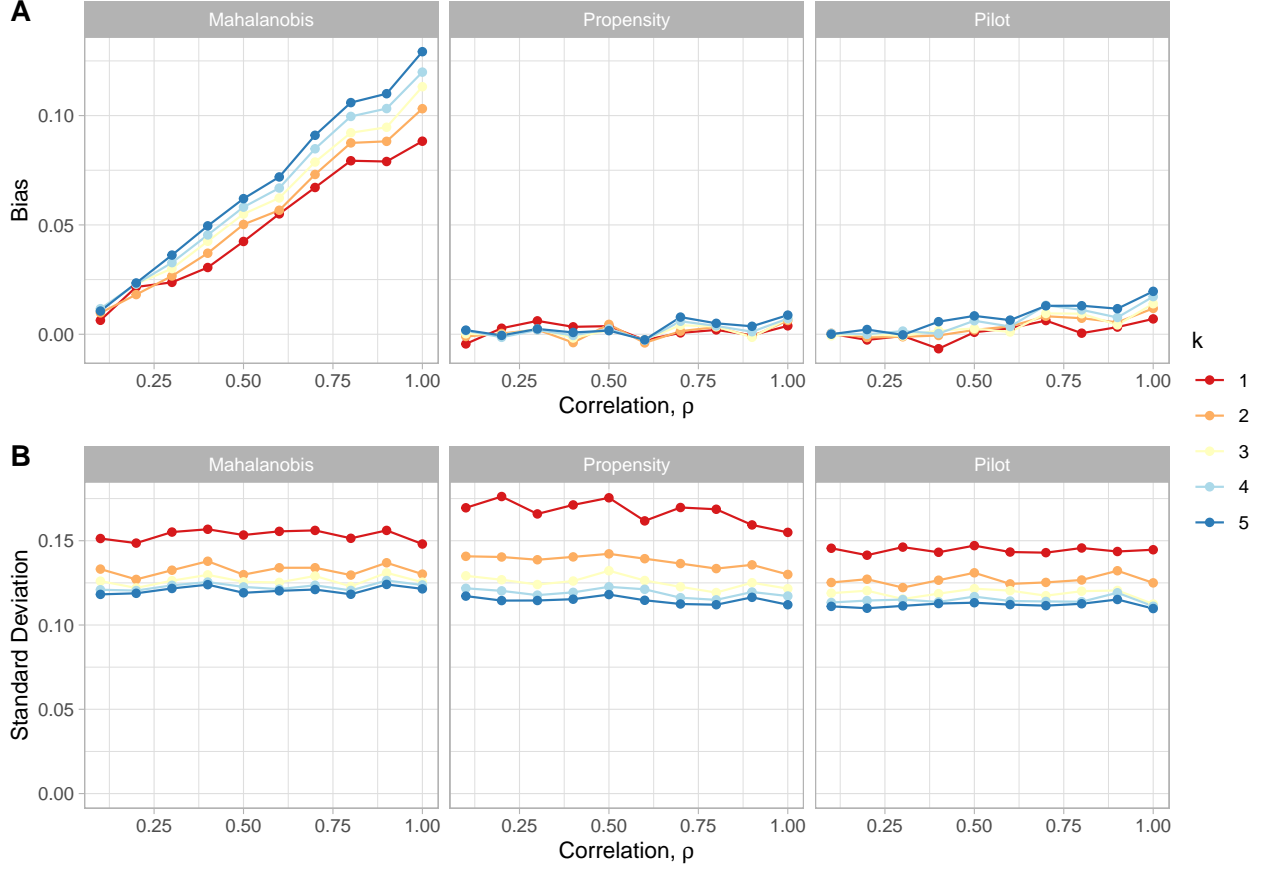 A
Mahalanobis Propensity Pilot
Bias
0.10
0.05
0.00
0.25 0.50 0.75 1.00 0.25 0.50 0.75 1.00 0.25 0.50 0.75 1.00
Correlation, ρ
k
1
2
3
4
5
B
Mahalanobis Propensity Pilot
Standard Deviation
0.15
0.10
0.05
0.00
0.25 0.50 0.75 1.00 0.25 0.50 0.75 1.00 0.25 0.50 0.75 1.00
Correlation, ρ